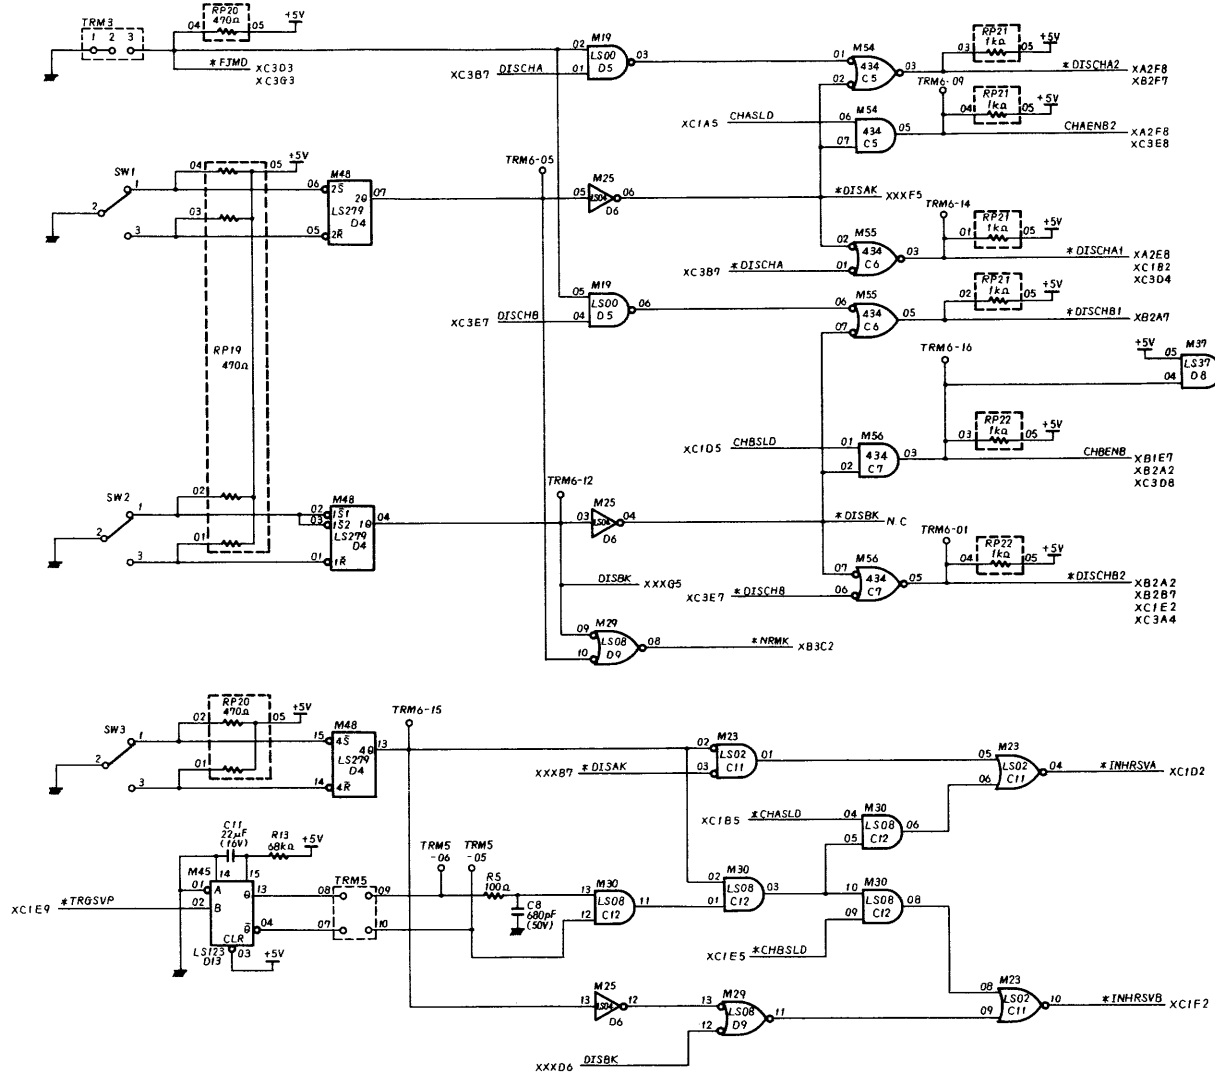 TRM3
1 2 3
RP20
470Ω
04 05
+5V
*FJMD
XC3D3
XC3G3
XC3B7 DISCHA
M19
02
01
LS00
D5
03
01
02
M54
434
C5
03
RP21
1kΩ
03 05
+5V
*DISCHA2
XA2F8
XB2F7
TRM6-09
XC1A5 CHASLD
M54
06
07
434
C5
05
RP21
1kΩ
04 05
+5V
CHAENB2
XA2F8
XC3E8
SW1
1
2
3
04 05
+5V
03
M48
06 2S̅
05 2R̅
2Q
07
LS279
D4
TRM6-05
M25
05 LS04 06
D6
*DISAK
XXXF5
TRM6-14
XC3B7 *DISCHA
M55
02
01
434
C6
03
RP21
1kΩ
01 05
+5V
*DISCHA1
XA2E8
XC1B2
XC3D4
XC3E7 DISCHB
M19
05
04
LS00
D5
06
M55
06
07
434
C6
05
RP21
1kΩ
02 05
+5V
*DISCHB1
XB2A7
RP19
470Ω
TRM6-16
+5V
M37
05
04
LS37
D8
XC1D5 CHBSLD
M56
01
02
434
C7
03
RP22
1kΩ
03 05
+5V
CHBENB
XB1E7
XB2A2
XC3D8
SW2
1
2
3
02
01
M48
02 1S̅1
03 1S̅2
01 1R̅
1Q
04
LS279
D4
TRM6-12
M25
03 LS04 04
D6
*DISBK
N.C
TRM6-01
DISBK
XXXG5
XC3E7 *DISCHB
M56
07
06
434
C7
05
RP22
1kΩ
04 05
+5V
*DISCHB2
XB2A2
XB2B7
XC1E2
XC3A4
M29
09
10
LS08
D9
08
*NRMK
XB3C2
SW3
1
2
3
RP20
470Ω
02 05
01
+5V
M48
15 4S̅
14 4R̅
4Q
13
LS279
D4
TRM6-15
XXXB7 *DISAK
M23
02
03
LS02
C11
01
M23
05
06
LS02
C11
04
*INHRSVA
XC1D2
XC1B5 *CHASLD
M30
04
05
LS08
C12
06
C11
22μF
(16V)
R13
68kΩ
+5V
XC1E9 *TRGSVP
M45
01 A
02 B
14 15
Q 13
Q̅ 04
CLR
03
LS123
D13
+5V
TRM5
08 09
07 10
TRM5
-06
TRM5
-05
R5
100Ω
C8
680pF
(50V)
M30
13
12
LS08
C12
11
M30
02
01
LS08
C12
03
M30
10
09
LS08
C12
08
XC1E5 *CHBSLD
M25
13 LS04 12
D6
M29
13
12
LS08
D9
11
XXXD6 DISBK
M23
08
09
LS02
C11
10
*INHRSVB
XC1F2